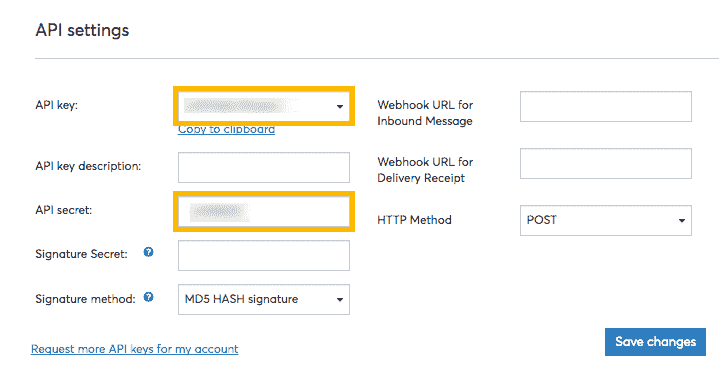 API settings
API key:
Copy to clipboard
API key description:
API secret:
Signature Secret: ?
Signature method: ?
MD5 HASH signature
Request more API keys for my account
Webhook URL for
Inbound Message
Webhook URL for
Delivery Receipt
HTTP Method
POST
Save changes